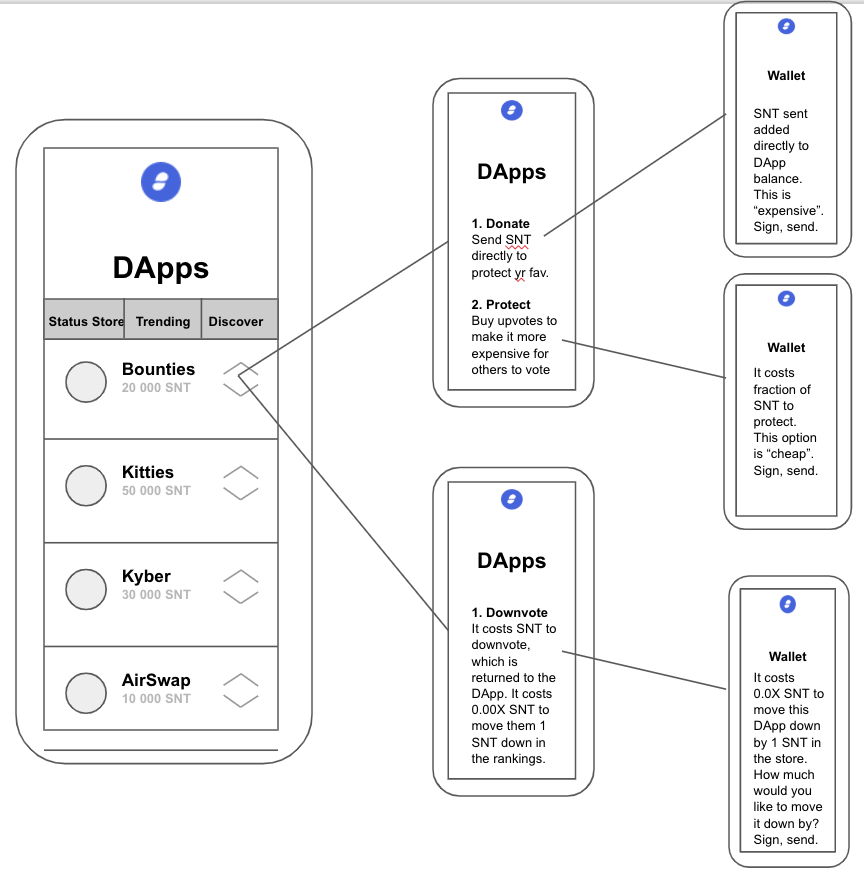 DApps
Status Store
Trending
Discover
Bounties
20 000 SNT
Kitties
50 000 SNT
Kyber
30 000 SNT
AirSwap
10 000 SNT
DApps
1. Donate
Send SNT
directly to
protect yr fav.
2. Protect
Buy upvotes to
make it more
expensive for
others to vote
DApps
1. Downvote
It costs SNT to
downvote,
which is
returned to the
DApp. It costs
0.00X SNT to
move them 1
SNT down in
the rankings.
Wallet
SNT sent
added
directly to
DApp
balance.
This is
“expensive”.
Sign, send.
Wallet
It costs
fraction of
SNT to
protect.
This option
is “cheap”.
Sign, send.
Wallet
It costs
0.0X SNT to
move this
DApp down
by 1 SNT in
the store.
How much
would you
like to move
it down by?
Sign, send.